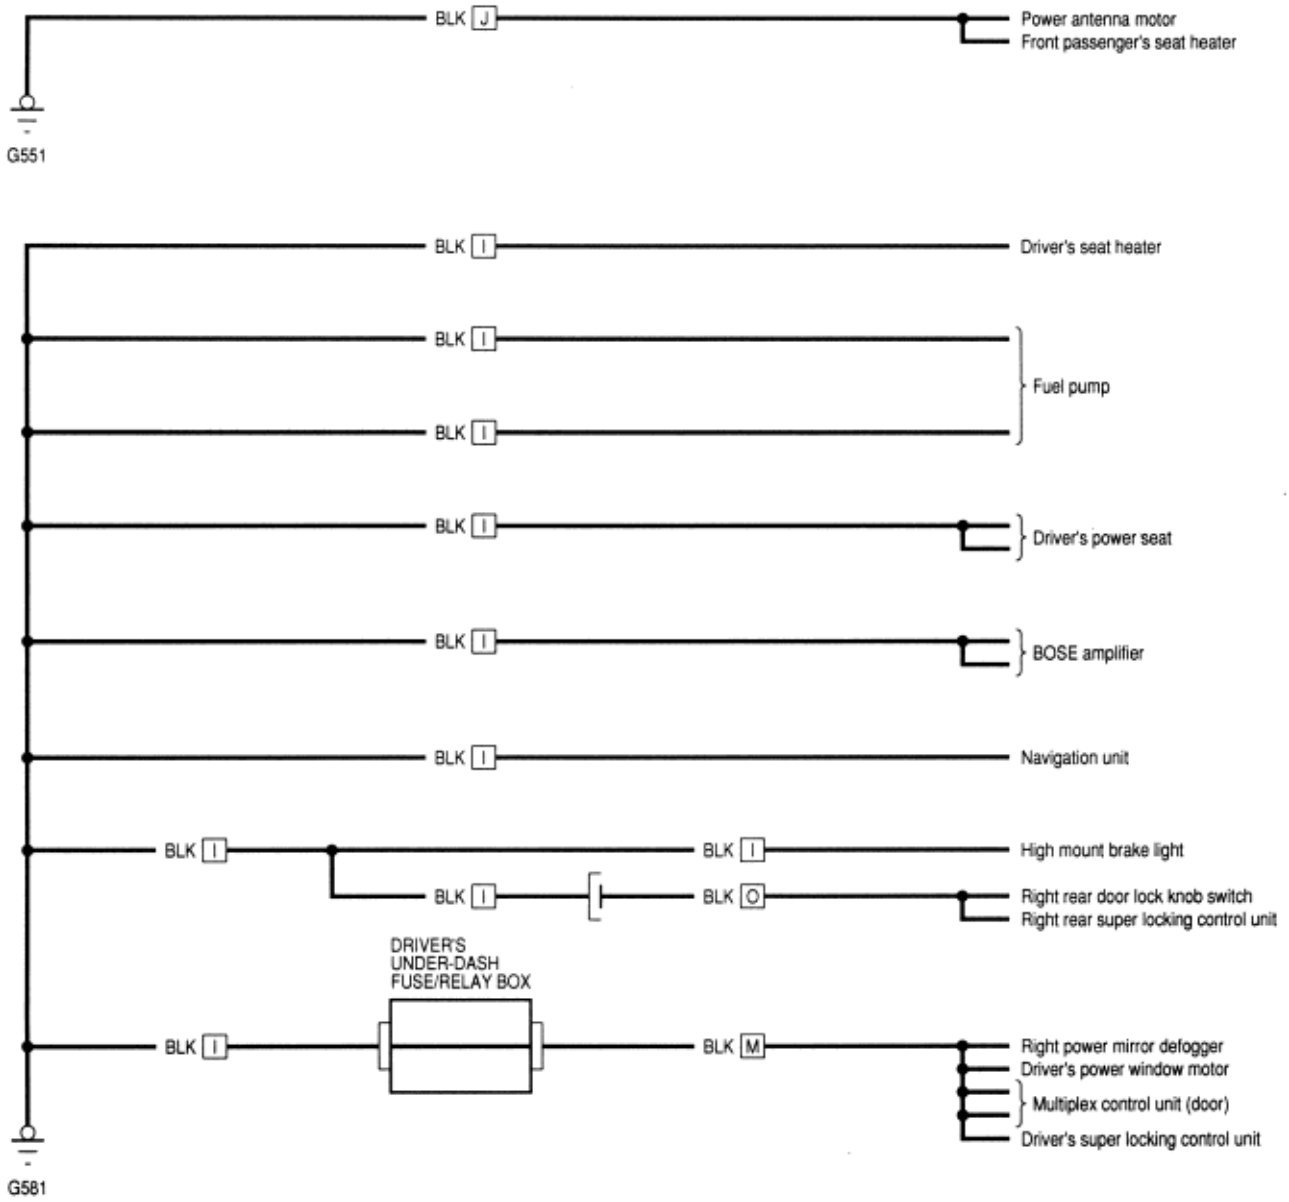 BLK J Power antenna motor
Front passenger's seat heater
G551
BLK I Driver's seat heater
BLK I
Fuel pump
BLK I
BLK I
Driver's power seat
BLK I
BOSE amplifier
BLK I Navigation unit
BLK I BLK I High mount brake light
BLK I BLK O Right rear door lock knob switch
Right rear super locking control unit
DRIVER'S
UNDER-DASH
FUSE/RELAY BOX
BLK I BLK M Right power mirror defogger
Driver's power window motor
Multiplex control unit (door)
Driver's super locking control unit
G581